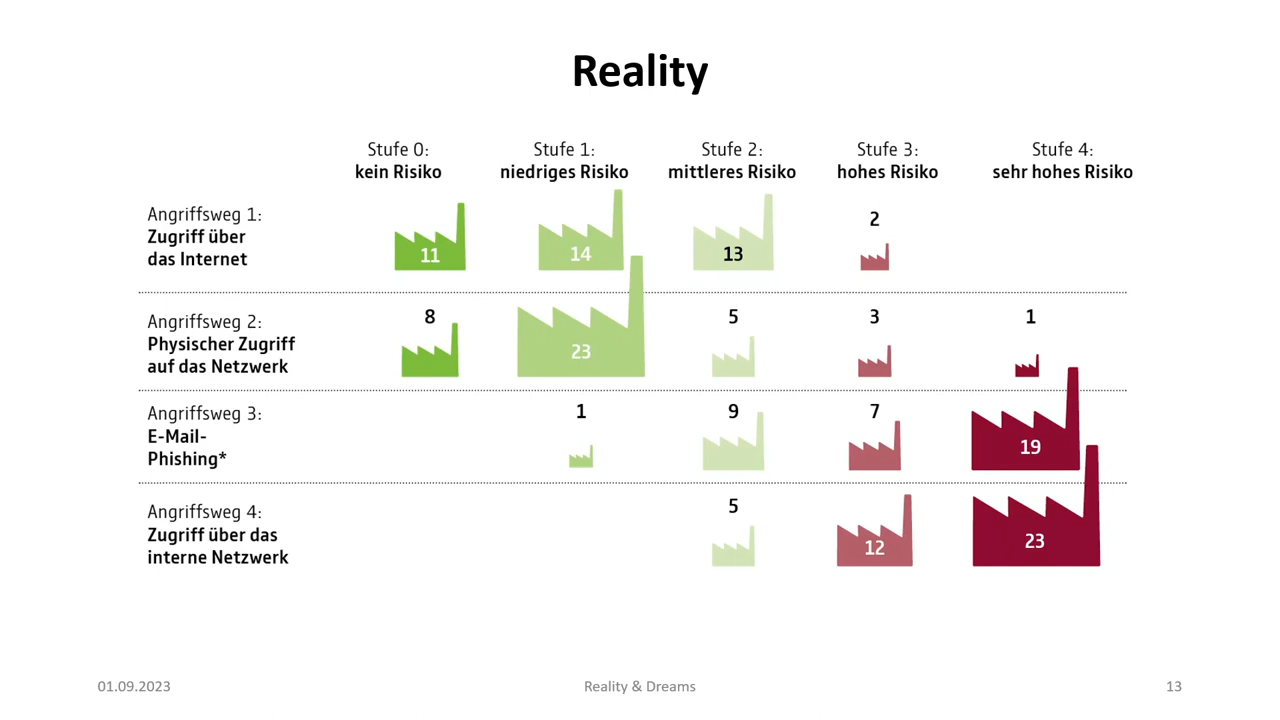 Reality
Stufe 0:
kein Risiko
Stufe 1:
niedriges Risiko
Stufe 2:
mittleres Risiko
Stufe 3:
hohes Risiko
Stufe 4:
sehr hohes Risiko
Angriffsweg 1:
Zugriff über
das Internet
11
14
13
2
Angriffsweg 2:
Physischer Zugriff
auf das Netzwerk
8
23
5
3
1
Angriffsweg 3:
E-Mail-
Phishing*
1
9
7
19
Angriffsweg 4:
Zugriff über das
interne Netzwerk
5
12
23
01.09.2023
Reality & Dreams
13